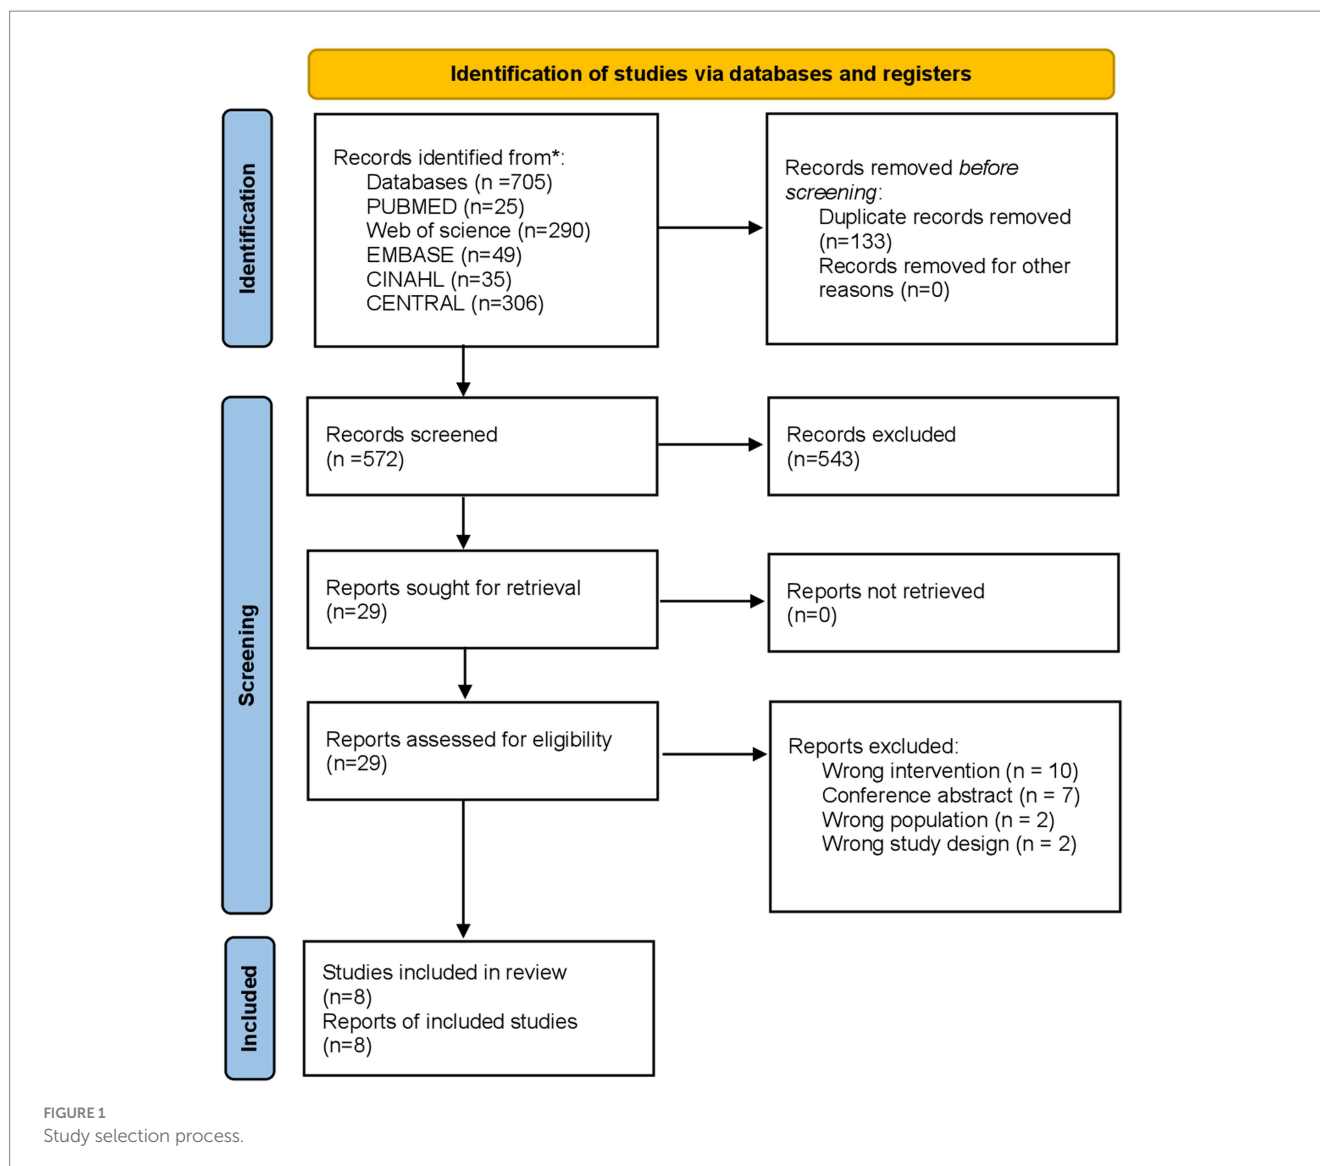 Identification of studies via databases and registers
Identification
Records identified from*:
Databases (n =705)
PUBMED (n=25)
Web of science (n=290)
EMBASE (n=49)
CINAHL (n=35)
CENTRAL (n=306)
Records removed before
screening:
Duplicate records removed
(n=133)
Records removed for other
reasons (n=0)
Screening
Records screened
(n =572)
Records excluded
(n=543)
Reports sought for retrieval
(n=29)
Reports not retrieved
(n=0)
Reports assessed for eligibility
(n=29)
Reports excluded:
Wrong intervention (n = 10)
Conference abstract (n = 7)
Wrong population (n = 2)
Wrong study design (n = 2)
Included
Studies included in review
(n=8)
Reports of included studies
(n=8)
FIGURE 1
Study selection process.